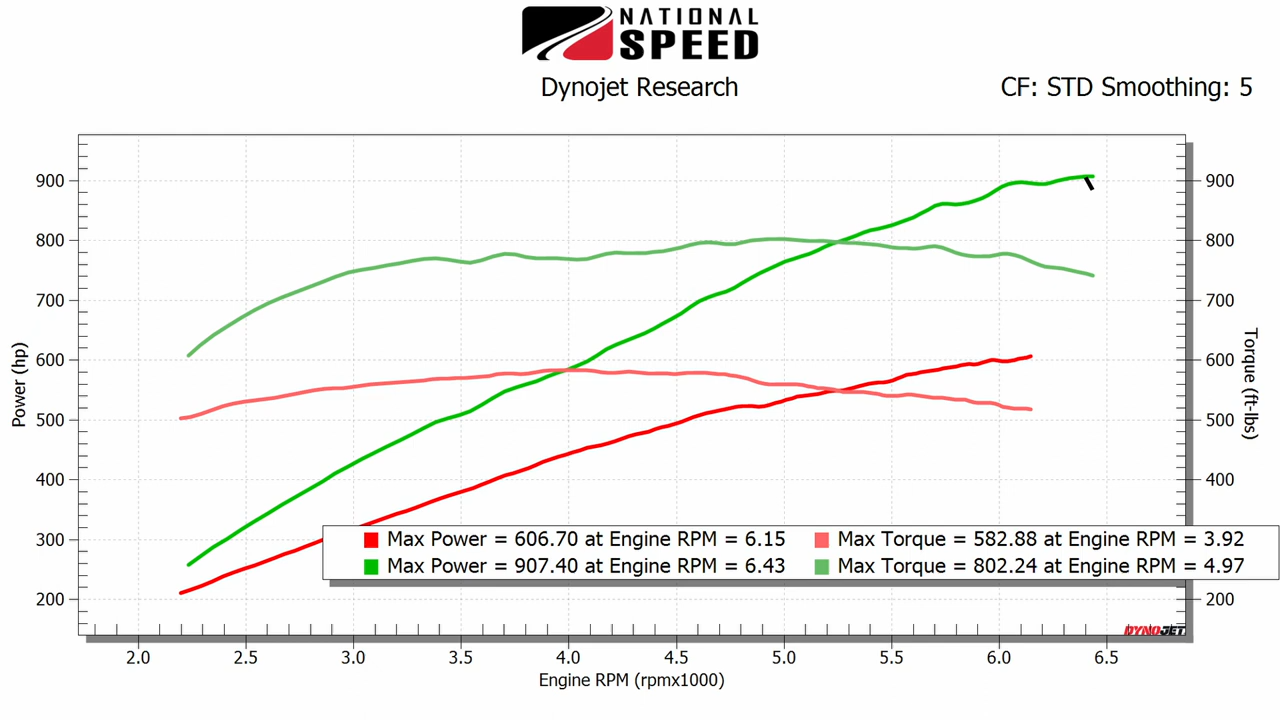 NATIONAL
SPEED
Dynojet Research
CF: STD Smoothing: 5
900
800
700
600
500
400
300
200
Power (hp)
900
800
700
600
500
400
200
Torque (ft-lbs)
Max Power = 606.70 at Engine RPM = 6.15
Max Torque = 582.88 at Engine RPM = 3.92
Max Power = 907.40 at Engine RPM = 6.43
Max Torque = 802.24 at Engine RPM = 4.97
DYNOJET
2.0 2.5 3.0 3.5 4.0 4.5 5.0 5.5 6.0 6.5
Engine RPM (rpmx1000)